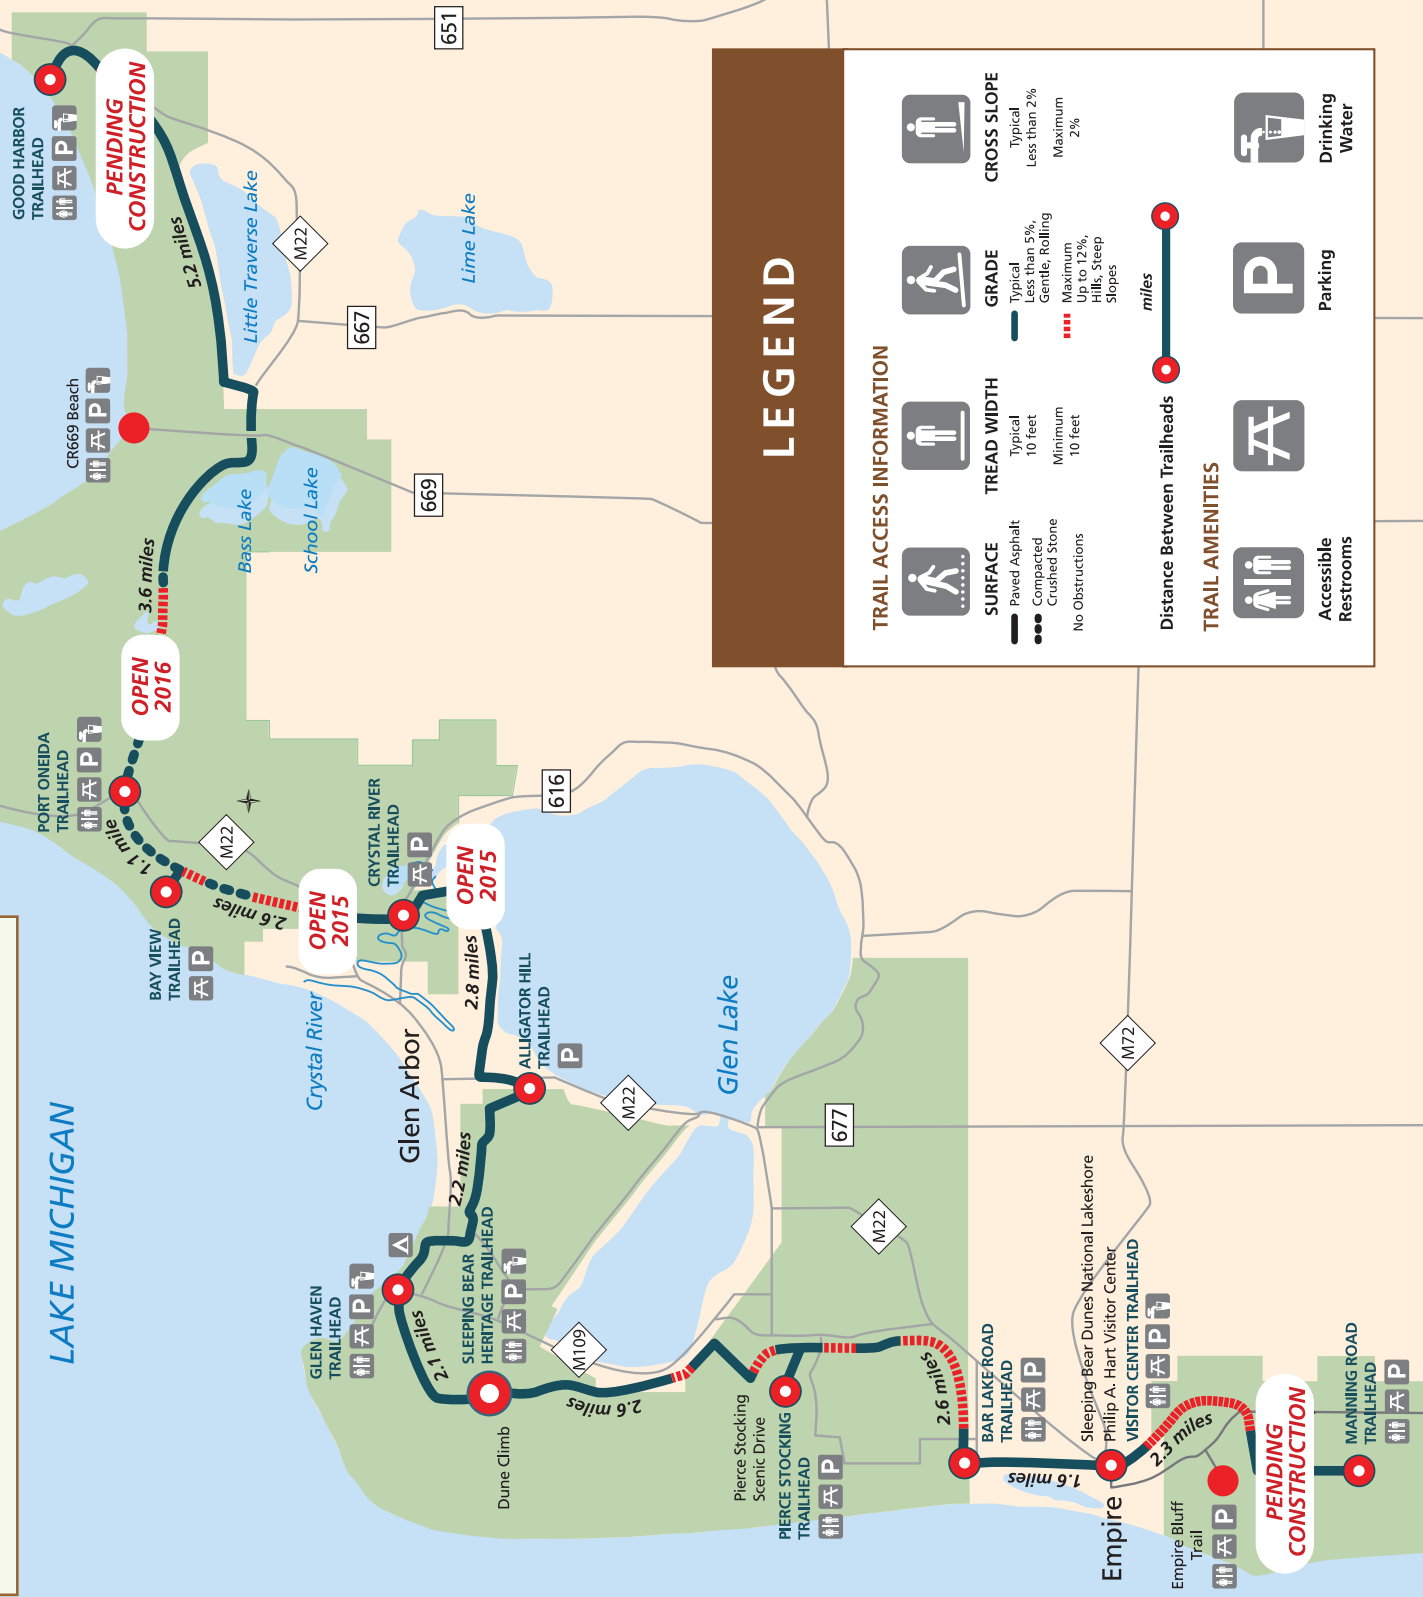 LAKE MICHIGAN
GOOD HARBOR
TRAILHEAD
P
PENDING
CONSTRUCTION
651
5.2 miles
Little Traverse Lake
M22
Lime Lake
667
CR669 Beach
P
669
Bass Lake
School Lake
3.6 miles
OPEN
2016
PORT ONEIDA
TRAILHEAD
P
1.1 mile
M22
BAY VIEW
TRAILHEAD
P
2.6 miles
OPEN
2015
CRYSTAL RIVER
TRAILHEAD
P
616
OPEN
2015
Crystal River
Glen Arbor
2.8 miles
ALLIGATOR HILL
TRAILHEAD
P
Glen Lake
M22
677
2.2 miles
GLEN HAVEN
TRAILHEAD
P
2.1 miles
SLEEPING BEAR
HERITAGE TRAILHEAD
P
Dune Climb
M109
2.6 miles
Pierce Stocking
Scenic Drive
PIERCE STOCKING
TRAILHEAD
P
M22
2.6 miles
BAR LAKE ROAD
TRAILHEAD
P
M72
1.6 miles
Sleeping Bear Dunes National Lakeshore
Philip A. Hart Visitor Center
VISITOR CENTER TRAILHEAD
P
Empire
2.3 miles
Empire Bluff
Trail
P
PENDING
CONSTRUCTION
MANNING ROAD
TRAILHEAD
P
LEGEND
TRAIL ACCESS INFORMATION
SURFACE
Paved Asphalt
Compacted
Crushed Stone
No Obstructions
TREAD WIDTH
Typical
10 feet
Minimum
10 feet
GRADE
Typical
Less than 5%,
Gentle, Rolling
Maximum
Up to 12%,
Hills, Steep
Slopes
CROSS SLOPE
Typical
Less than 2%
Maximum
2%
Distance Between Trailheads
miles
TRAIL AMENITIES
Accessible
Restrooms
P
Parking
Drinking
Water